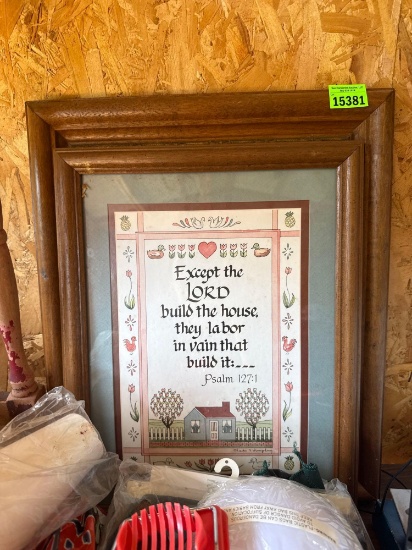 15381
Except the
LORD
build the house,
they labor
in vain that
build it:---
Psalm 127:1